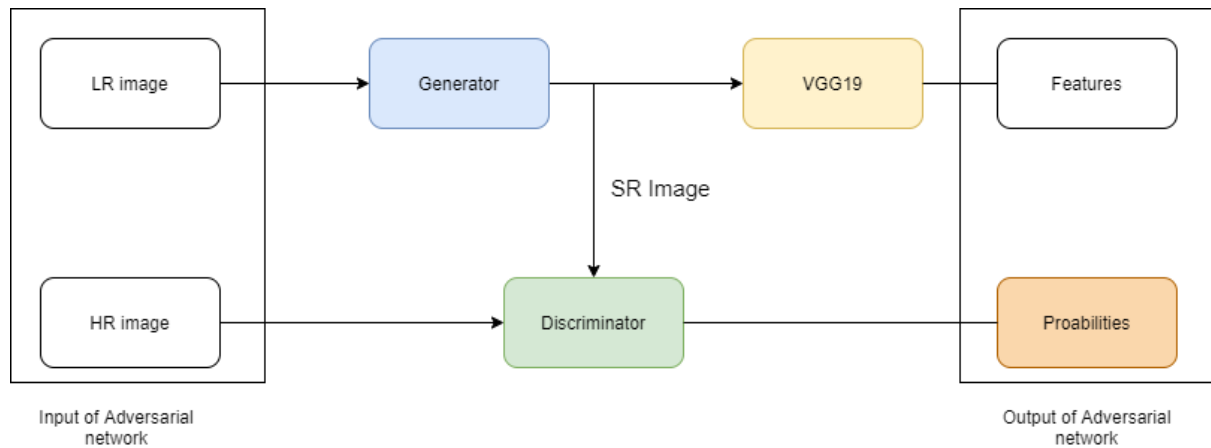 LR image
Generator
VGG19
Features
SR Image
HR image
Discriminator
Proabilities
Input of Adversarial
network
Output of Adversarial
network